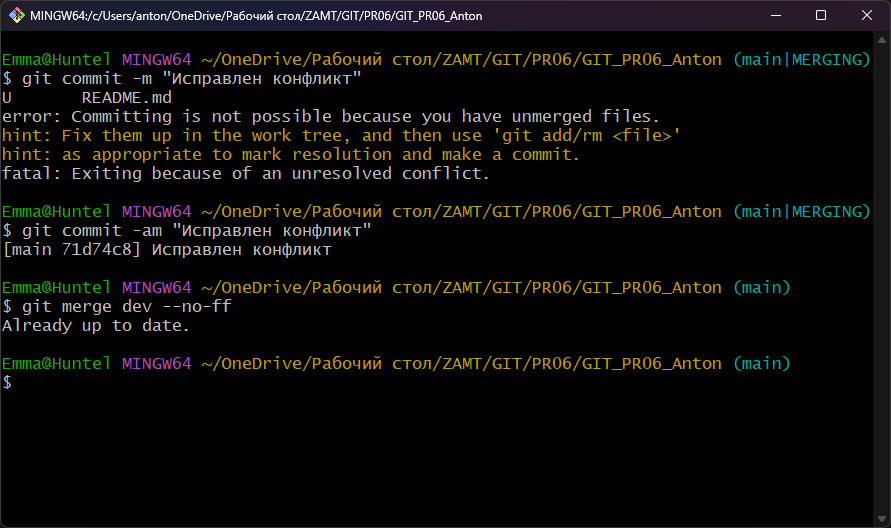 MINGW64:/c/Users/anton/OneDrive/Рабочий стол/ZAMT/GIT/PR06/GIT_PR06_Anton
Emma@Huntel MINGW64 ~/OneDrive/Рабочий стол/ZAMT/GIT/PR06/GIT_PR06_Anton (main|MERGING)
$ git commit -m "Исправлен конфликт"
U       README.md
error: Committing is not possible because you have unmerged files.
hint: Fix them up in the work tree, and then use 'git add/rm <file>'
hint: as appropriate to mark resolution and make a commit.
fatal: Exiting because of an unresolved conflict.
Emma@Huntel MINGW64 ~/OneDrive/Рабочий стол/ZAMT/GIT/PR06/GIT_PR06_Anton (main|MERGING)
$ git commit -am "Исправлен конфликт"
[main 71d74c8] Исправлен конфликт
Emma@Huntel MINGW64 ~/OneDrive/Рабочий стол/ZAMT/GIT/PR06/GIT_PR06_Anton (main)
$ git merge dev --no-ff
Already up to date.
Emma@Huntel MINGW64 ~/OneDrive/Рабочий стол/ZAMT/GIT/PR06/GIT_PR06_Anton (main)
$